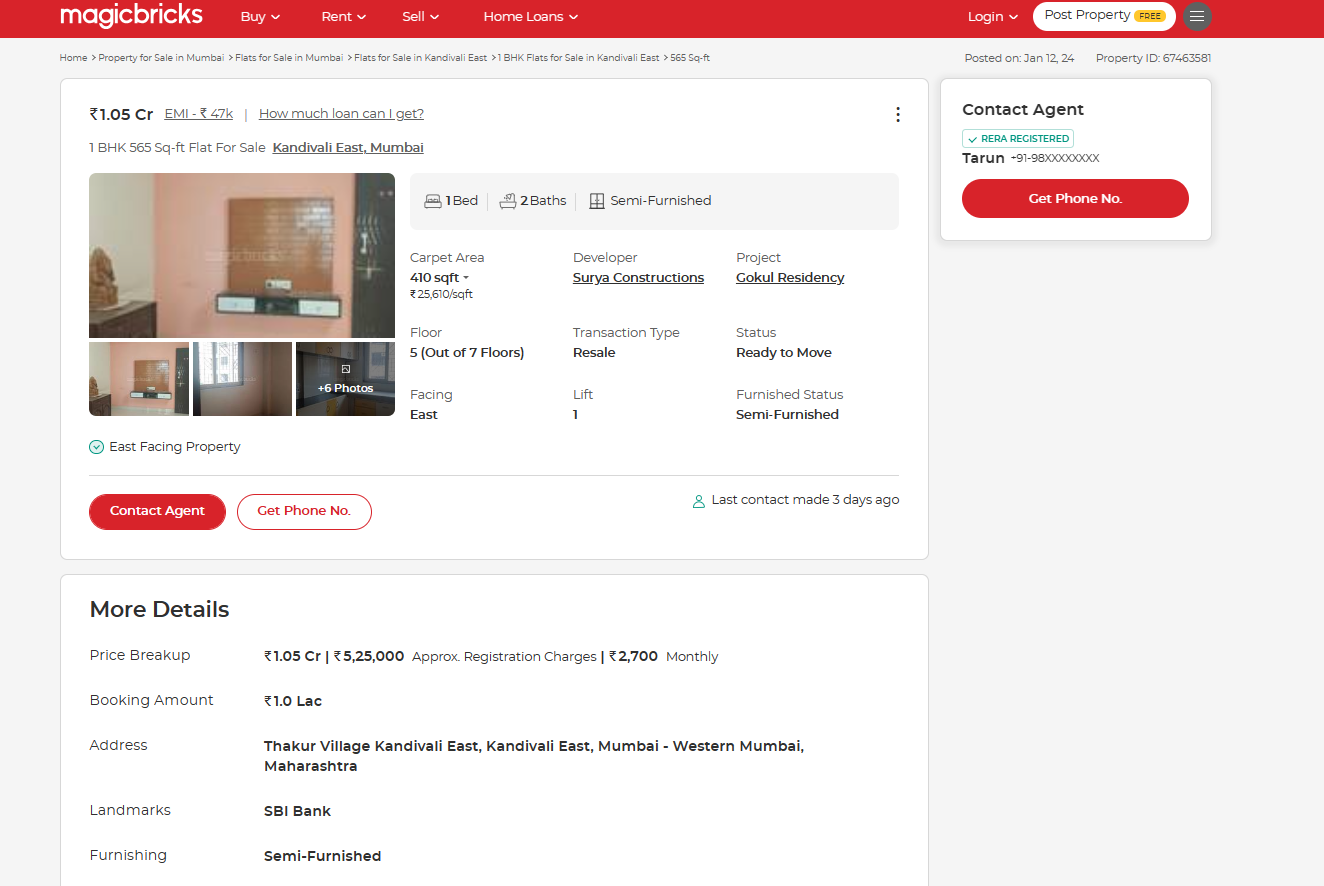 magicbricks
Buy Rent Sell Home Loans Login Post Property FREE
Home > Property for Sale in Mumbai > Flats for Sale in Mumbai > Flats for Sale in Kandivali East > 1 BHK Flats for Sale in Kandivali East > 565 Sq-ft
Posted on: Jan 12, 24 Property ID: 67463581
₹1.05 Cr EMI - ₹ 47k | How much loan can I get?
1 BHK 565 Sq-ft Flat For Sale Kandivali East, Mumbai
magicbricks
+6 Photos
1 Bed 2 Baths Semi-Furnished
Carpet Area Developer Project
410 sqft Surya Constructions Gokul Residency
₹25,610/sqft
Floor Transaction Type Status
5 (Out of 7 Floors) Resale Ready to Move
Facing Lift Furnished Status
East 1 Semi-Furnished
East Facing Property
Contact Agent Get Phone No. Last contact made 3 days ago
Contact Agent
RERA REGISTERED
Tarun +91-98XXXXXXXX
Get Phone No.
More Details
Price Breakup ₹1.05 Cr | ₹5,25,000 Approx. Registration Charges | ₹2,700 Monthly
Booking Amount ₹1.0 Lac
Address Thakur Village Kandivali East, Kandivali East, Mumbai - Western Mumbai,
Maharashtra
Landmarks SBI Bank
Furnishing Semi-Furnished